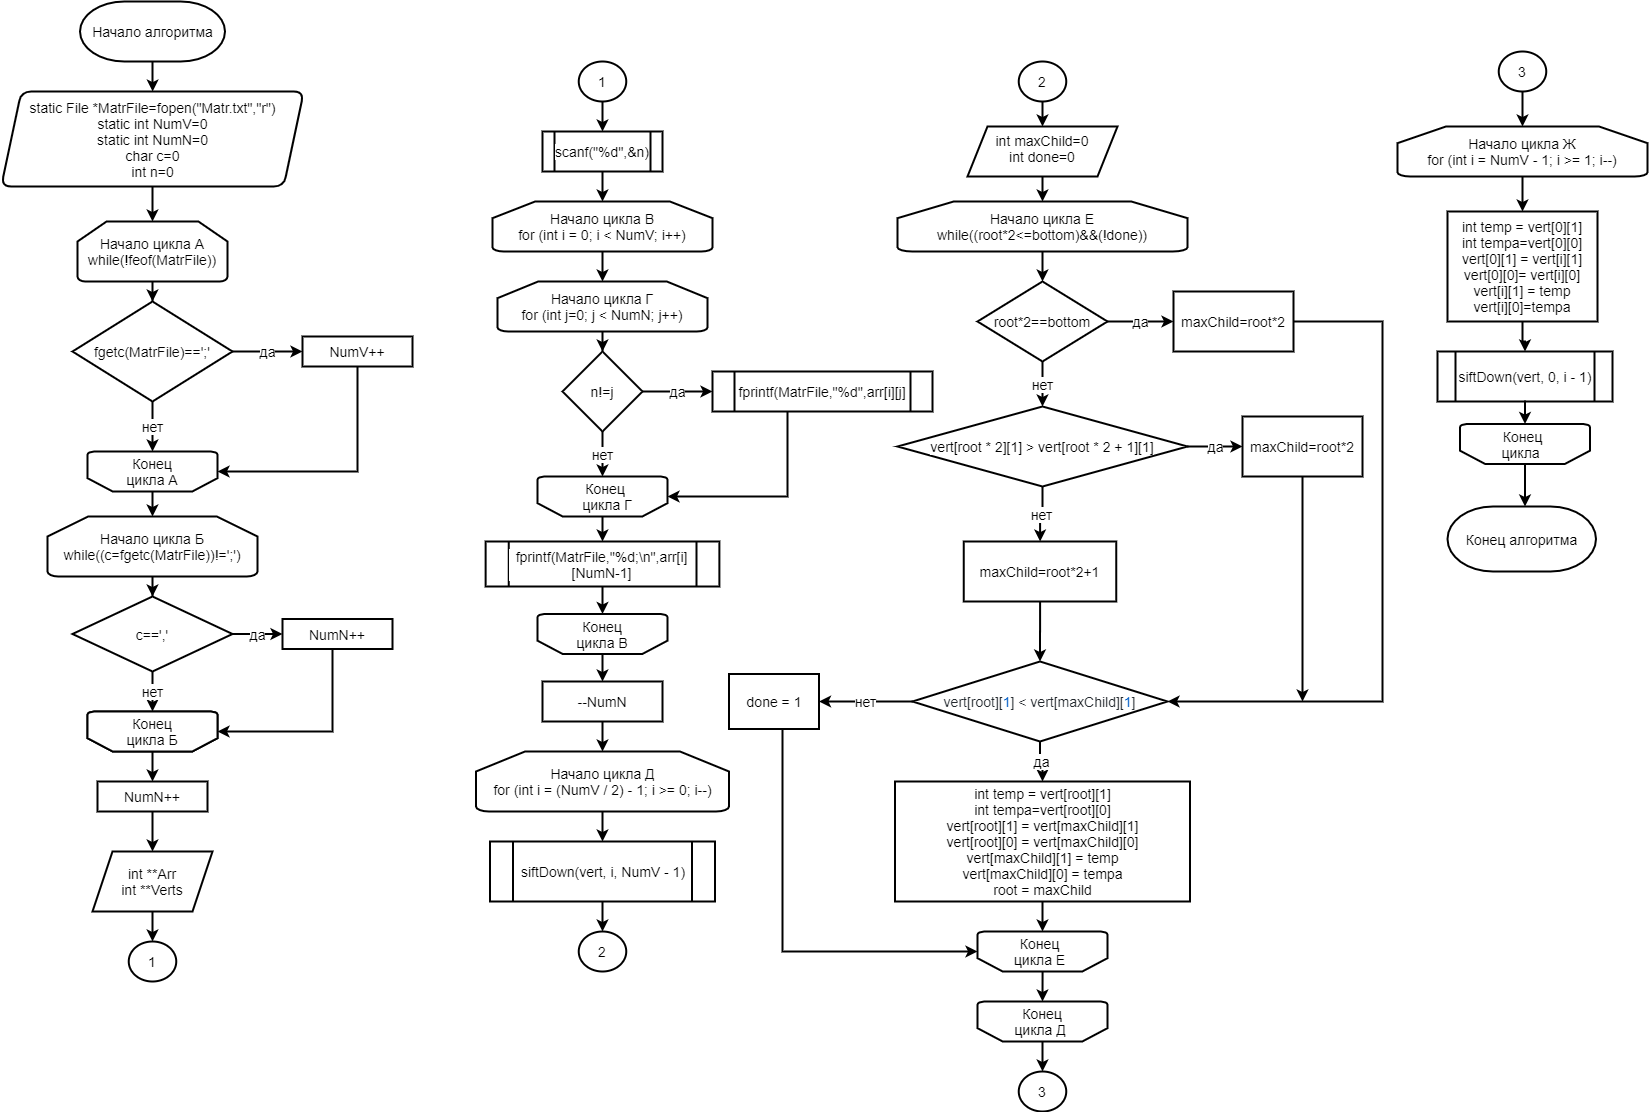 Начало алгоритма
static File *MatrFile=fopen("Matr.txt","r")
static int NumV=0
static int NumN=0
char c=0
int n=0
Начало цикла А
while(!feof(MatrFile))
fgetc(MatrFile)==';'
да
NumV++
нет
Конец
цикла А
Начало цикла Б
while((c=fgetc(MatrFile))!=';')
c==','
да
NumN++
нет
Конец
цикла Б
NumN++
int **Arr
int **Verts
1
1
scanf("%d",&n)
Начало цикла В
for (int i = 0; i < NumV; i++)
Начало цикла Г
for (int j=0; j < NumN; j++)
n!=j
да
fprintf(MatrFile,"%d",arr[i][j]
нет
Конец
цикла Г
fprintf(MatrFile,"%d;\n",arr[i]
[NumN-1]
Конец
цикла В
--NumN
Начало цикла Д
for (int i = (NumV / 2) - 1; i >= 0; i--)
siftDown(vert, i, NumV - 1)
2
2
int maxChild=0
int done=0
Начало цикла Е
while((root*2<=bottom)&&(!done))
root*2==bottom
да
maxChild=root*2
нет
vert[root * 2][1] > vert[root * 2 + 1][1]
да
maxChild=root*2
нет
maxChild=root*2+1
vert[root][1] < vert[maxChild][1]
нет
done = 1
да
int temp = vert[root][1]
int tempa=vert[root][0]
vert[root][1] = vert[maxChild][1]
vert[root][0] = vert[maxChild][0]
vert[maxChild][1] = temp
vert[maxChild][0] = tempa
root = maxChild
Конец
цикла Е
Конец
цикла Д
3
3
Начало цикла Ж
for (int i = NumV - 1; i >= 1; i--)
int temp = vert[0][1]
int tempa=vert[0][0]
vert[0][1] = vert[i][1]
vert[0][0]= vert[i][0]
vert[i][1] = temp
vert[i][0]=tempa
siftDown(vert, 0, i - 1)
Конец
цикла
Конец алгоритма